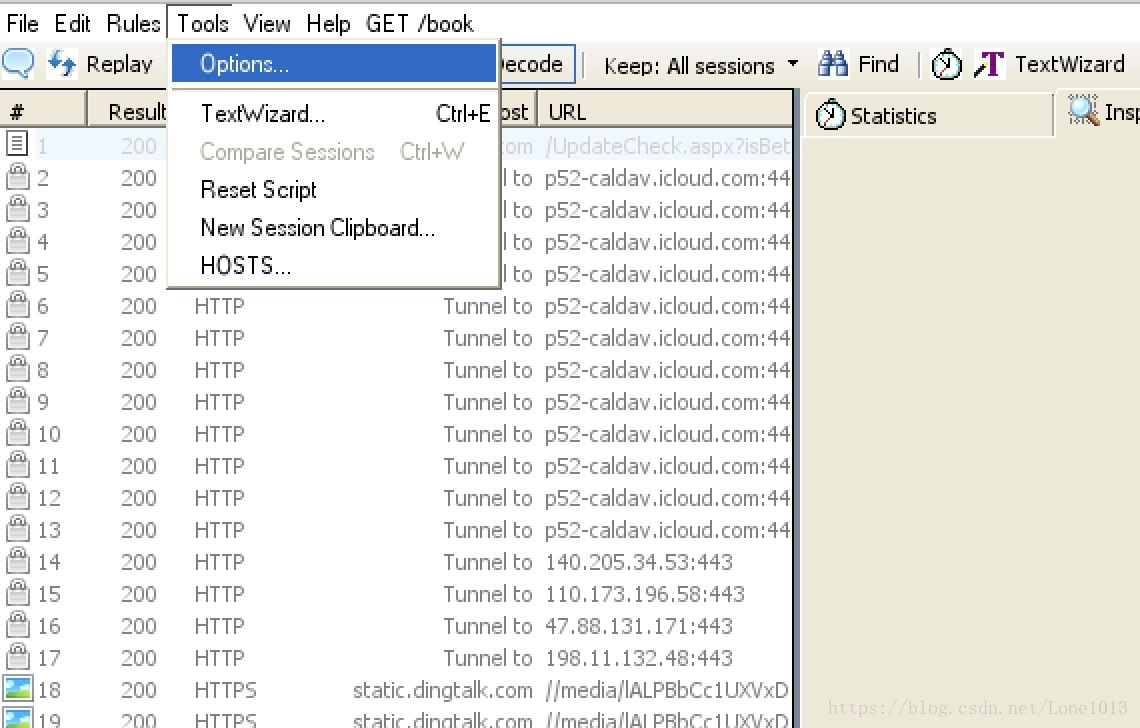 File Edit Rules Tools View Help GET /book
Replay Decode Keep: All sessions Find TextWizard
Options...
# Result Host URL Statistics
TextWizard... Ctrl+E
1 200 /UpdateCheck.aspx?isBet
Compare Sessions Ctrl+W
2 200 to p52-caldav.icloud.com:44
Reset Script
3 200 to p52-caldav.icloud.com:44
New Session Clipboard...
4 200 to p52-caldav.icloud.com:44
HOSTS...
5 200 to p52-caldav.icloud.com:44
6 200 HTTP Tunnel to p52-caldav.icloud.com:44
7 200 HTTP Tunnel to p52-caldav.icloud.com:44
8 200 HTTP Tunnel to p52-caldav.icloud.com:44
9 200 HTTP Tunnel to p52-caldav.icloud.com:44
10 200 HTTP Tunnel to p52-caldav.icloud.com:44
11 200 HTTP Tunnel to p52-caldav.icloud.com:44
12 200 HTTP Tunnel to p52-caldav.icloud.com:44
13 200 HTTP Tunnel to p52-caldav.icloud.com:44
14 200 HTTP Tunnel to 140.205.34.53:443
15 200 HTTP Tunnel to 110.173.196.58:443
16 200 HTTP Tunnel to 47.88.131.171:443
17 200 HTTP Tunnel to 198.11.132.48:443
18 200 HTTPS static.dingtalk.com //media/lALPBbCc1UXVxD
19 200 HTTPS static.dingtalk.com //media/lALPBbCc1UXVxD
https://blog.csdn.net/Lone1013